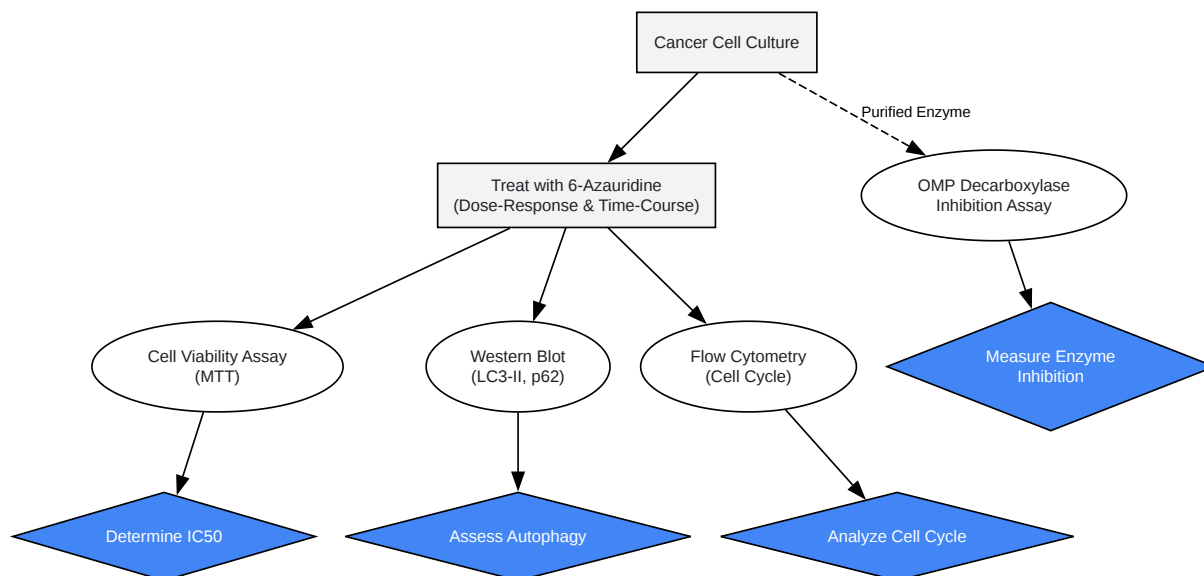 Cancer Cell Culture
Purified Enzyme
Treat with 6-Azauridine
(Dose-Response & Time-Course)
OMP Decarboxylase
Inhibition Assay
Cell Viability Assay
(MTT)
Western Blot
(LC3-II, p62)
Flow Cytometry
(Cell Cycle)
Measure Enzyme
Inhibition
Determine IC50
Assess Autophagy
Analyze Cell Cycle